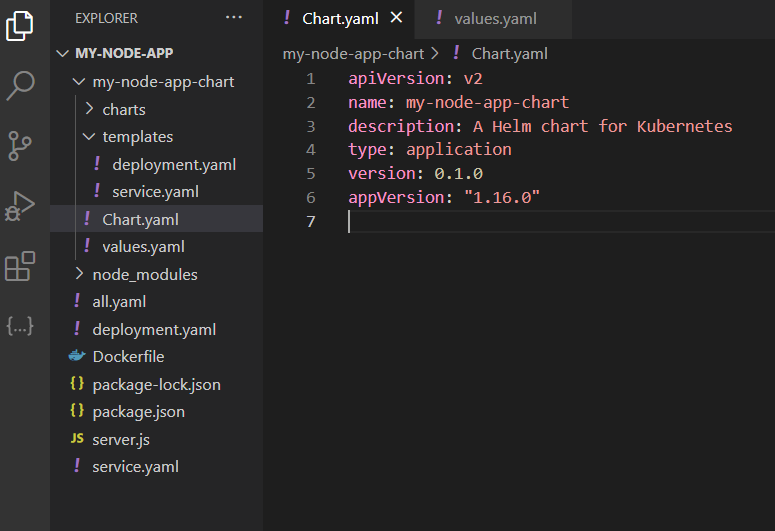 EXPLORER ...
MY-NODE-APP
my-node-app-chart
charts
templates
! deployment.yaml
! service.yaml
! Chart.yaml
! values.yaml
node_modules
! all.yaml
! deployment.yaml
Dockerfile
{} package-lock.json
{} package.json
JS server.js
! service.yaml
{...}
! Chart.yaml ×
! values.yaml
my-node-app-chart > ! Chart.yaml
1 apiVersion: v2
2 name: my-node-app-chart
3 description: A Helm chart for Kubernetes
4 type: application
5 version: 0.1.0
6 appVersion: "1.16.0"
7